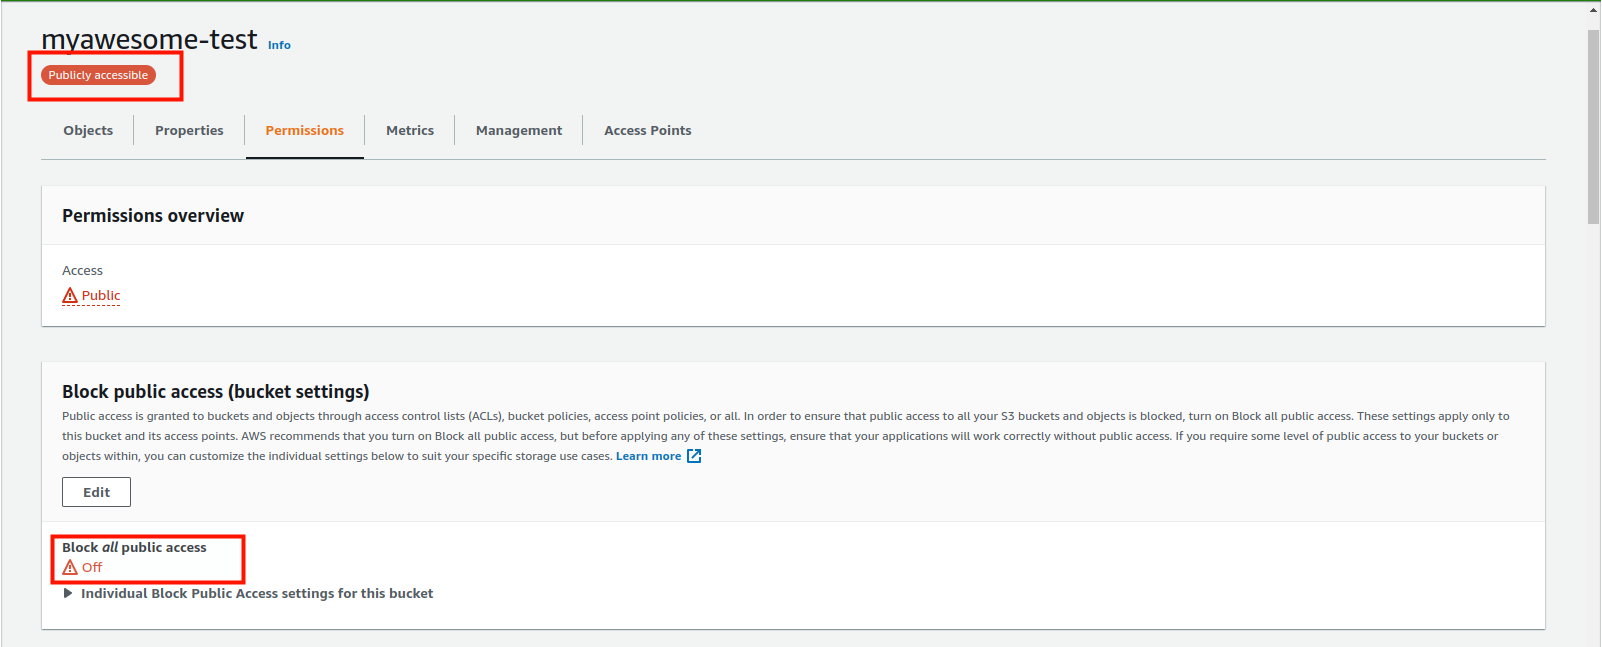 myawesome-test Info
Publicly accessible
Objects Properties Permissions Metrics Management Access Points
Permissions overview
Access
Public
Block public access (bucket settings)
Public access is granted to buckets and objects through access control lists (ACLs), bucket policies, access point policies, or all. In order to ensure that public access to all your S3 buckets and objects is blocked, turn on Block all public access. These settings apply only to
this bucket and its access points. AWS recommends that you turn on Block all public access, but before applying any of these settings, ensure that your applications will work correctly without public access. If you require some level of public access to your buckets or
objects within, you can customize the individual settings below to suit your specific storage use cases. Learn more
Edit
Block all public access
Off
Individual Block Public Access settings for this bucket